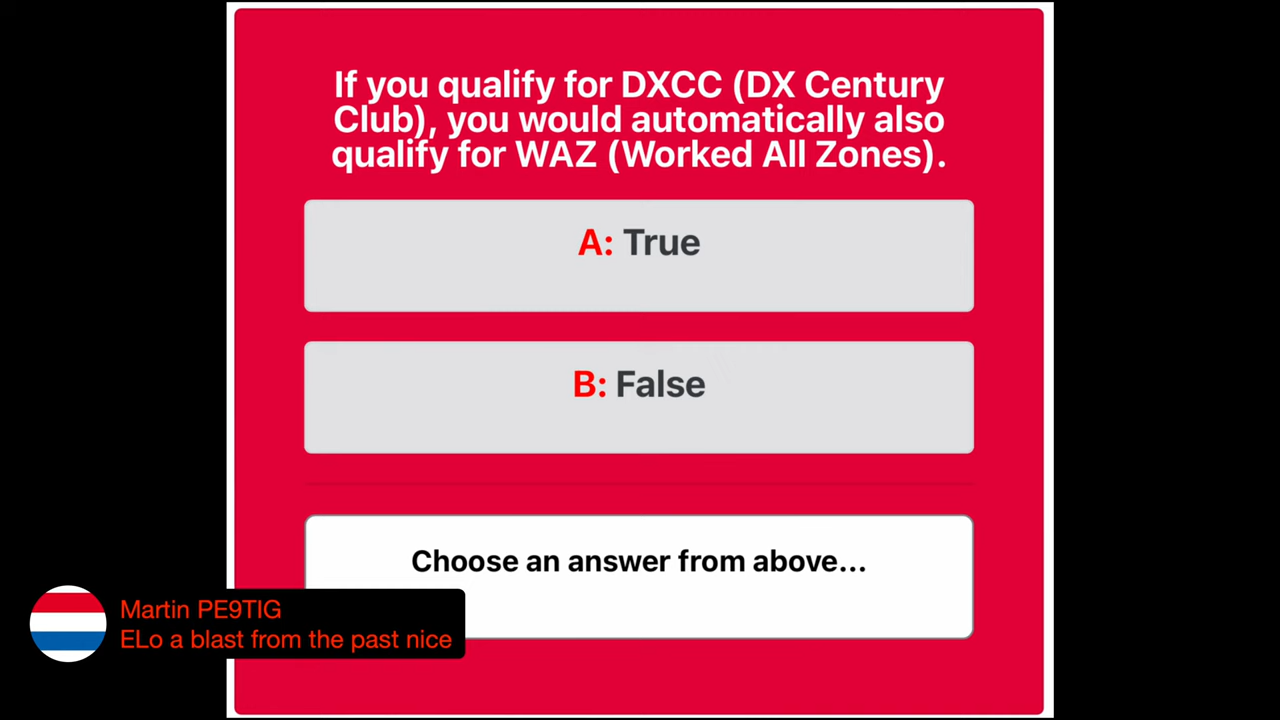 If you qualify for DXCC (DX Century
Club), you would automatically also
qualify for WAZ (Worked All Zones).
A: True
B: False
Choose an answer from above...
Martin PE9TIG
ELo a blast from the past nice